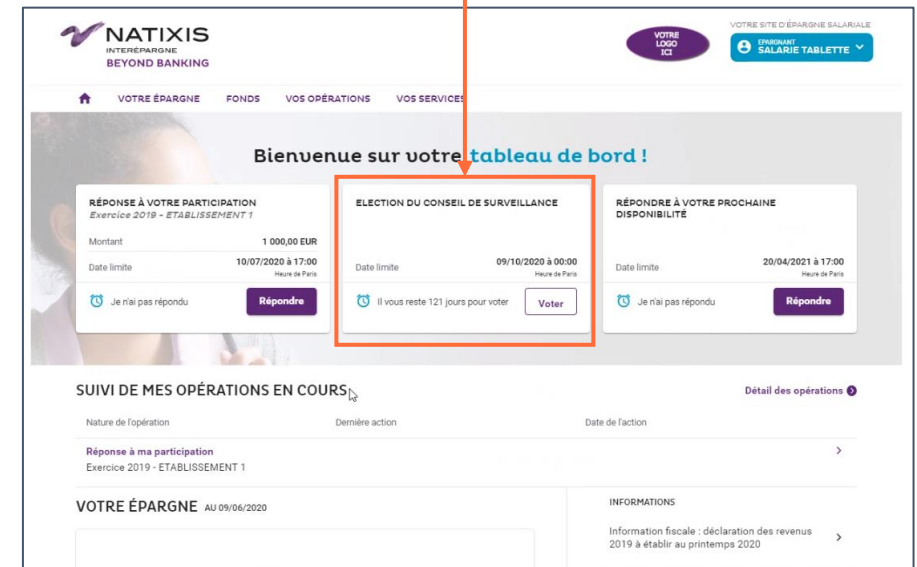 NATIXIS
INTERÉPARGNE
BEYOND BANKING
VOTRE LOGO ICI
VOTRE SITE D'ÉPARGNE SALARIALE
EPARGNANT
SALARIE TABLETTE
VOTRE ÉPARGNE FONDS VOS OPÉRATIONS VOS SERVICES
Bienvenue sur votre tableau de bord !
RÉPONSE À VOTRE PARTICIPATION
Exercice 2019 - ETABLISSEMENT 1
Montant 1 000,00 EUR
Date limite 10/07/2020 à 17:00
Heure de Paris
Je n'ai pas répondu Répondre
ELECTION DU CONSEIL DE SURVEILLANCE
Date limite 09/10/2020 à 00:00
Heure de Paris
Il vous reste 121 jours pour voter Voter
RÉPONDRE À VOTRE PROCHAINE
DISPONIBILITÉ
Date limite 20/04/2021 à 17:00
Heure de Paris
Je n'ai pas répondu Répondre
SUIVI DE MES OPÉRATIONS EN COURS Détail des opérations
Nature de l'opération Dernière action Date de l'action
Réponse à ma participation
Exercice 2019 - ETABLISSEMENT 1
VOTRE ÉPARGNE AU 09/06/2020
INFORMATIONS
Information fiscale : déclaration des revenus
2019 à établir au printemps 2020